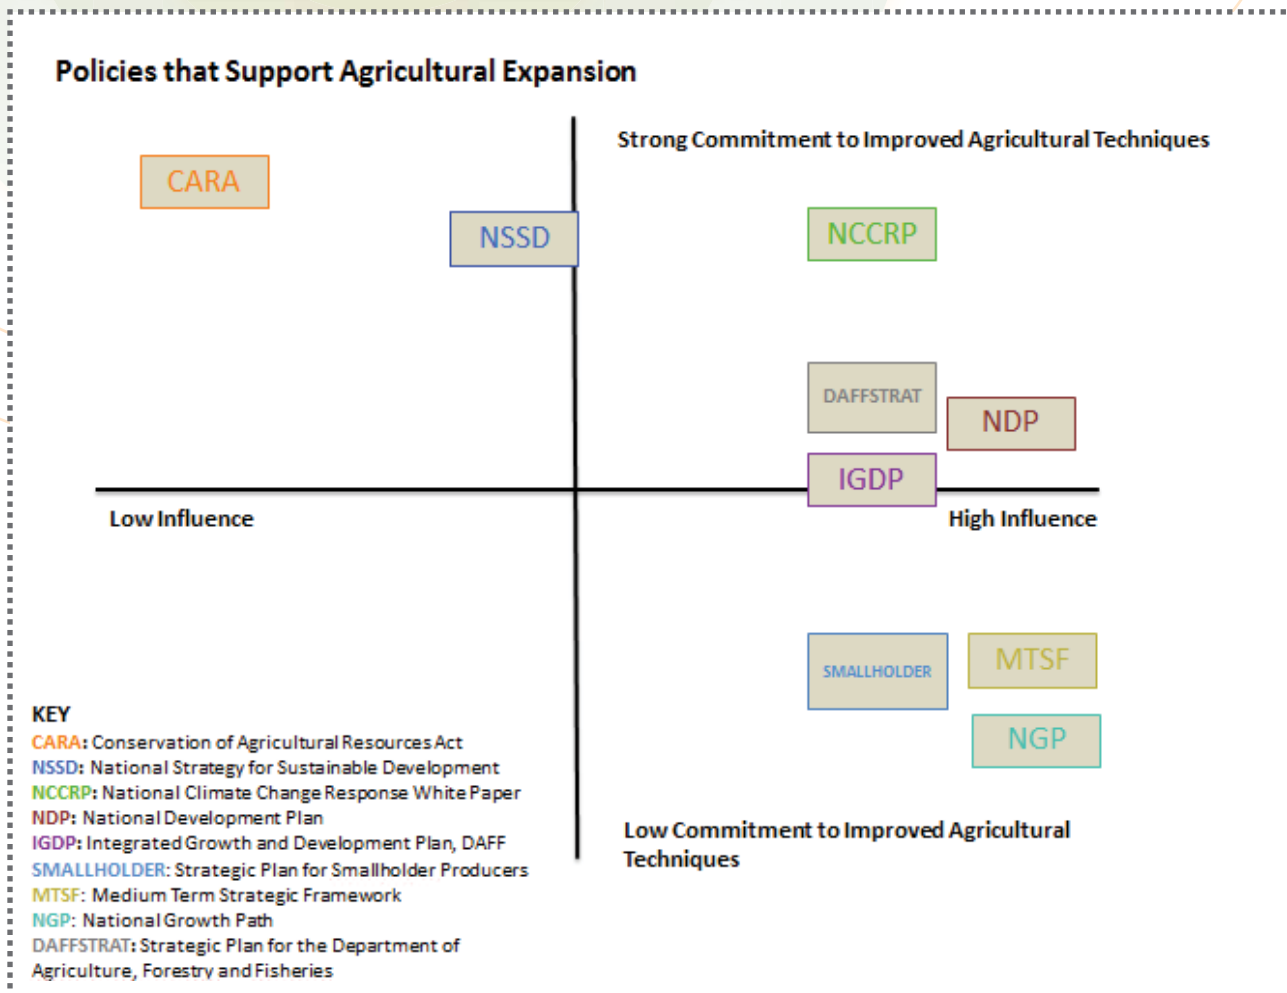 Policies that Support Agricultural Expansion
Strong Commitment to Improved Agricultural Techniques
CARA
NSSD
NCCRP
DAFFSTRAT
NDP
IGDP
Low Influence
High Influence
SMALLHOLDER
MTSF
NGP
Low Commitment to Improved Agricultural
Techniques
KEY
CARA: Conservation of Agricultural Resources Act
NSSD: National Strategy for Sustainable Development
NCCRP: National Climate Change Response White Paper
NDP: National Development Plan
IGDP: Integrated Growth and Development Plan, DAFF
SMALLHOLDER: Strategic Plan for Smallholder Producers
MTSF: Medium Term Strategic Framework
NGP: National Growth Path
DAFFSTRAT: Strategic Plan for the Department of
Agriculture, Forestry and Fisheries